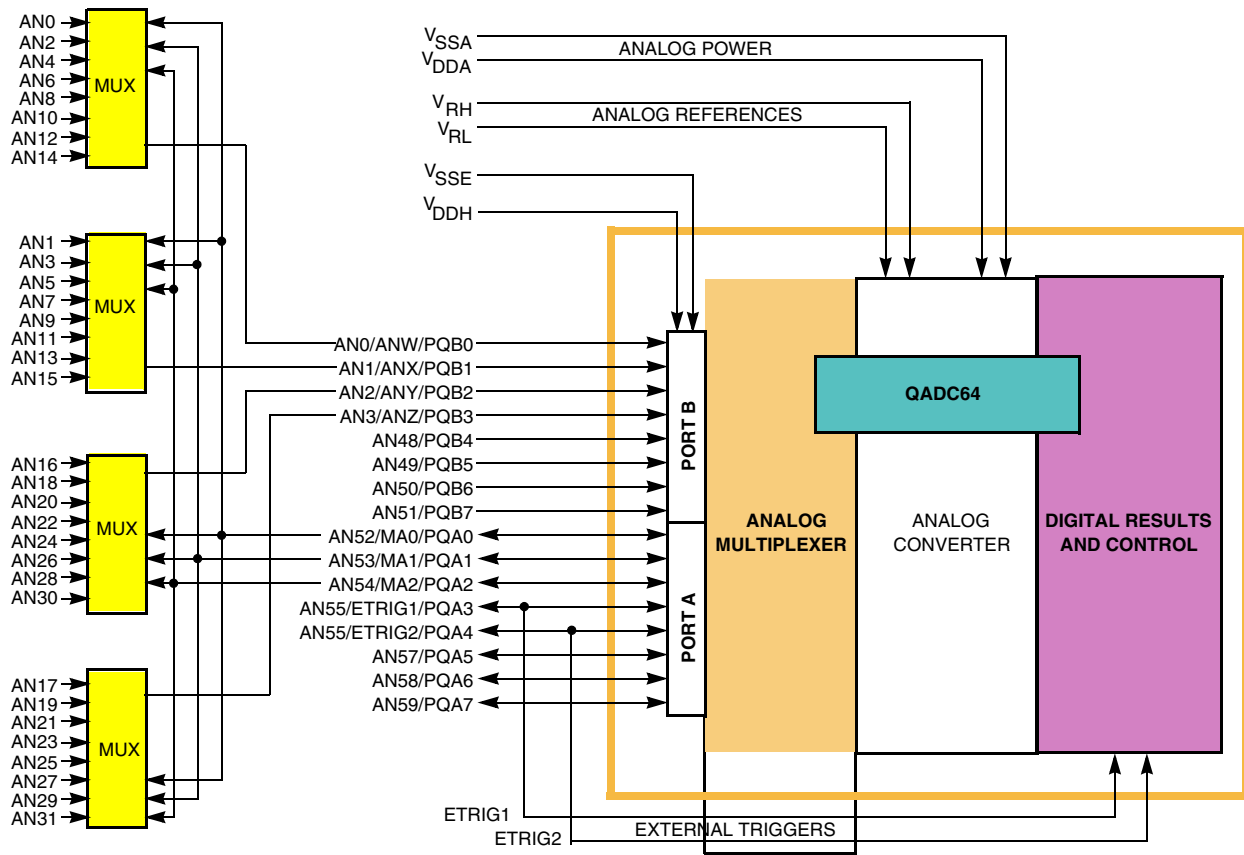 AN0
AN2
AN4
AN6
AN8
AN10
AN12
AN14
MUX
AN1
AN3
AN5
AN7
AN9
AN11
AN13
AN15
MUX
AN16
AN18
AN20
AN22
AN24
AN26
AN28
AN30
MUX
AN17
AN19
AN21
AN23
AN25
AN27
AN29
AN31
MUX
VSSA
VDDA
ANALOG POWER
VRH
VRL
ANALOG REFERENCES
VSSE
VDDH
AN0/ANW/PQB0
AN1/ANX/PQB1
AN2/ANY/PQB2
AN3/ANZ/PQB3
AN48/PQB4
AN49/PQB5
AN50/PQB6
AN51/PQB7
AN52/MA0/PQA0
AN53/MA1/PQA1
AN54/MA2/PQA2
AN55/ETRIG1/PQA3
AN55/ETRIG2/PQA4
AN57/PQA5
AN58/PQA6
AN59/PQA7
PORT B
PORT A
QADC64
ANALOG
MULTIPLEXER
ANALOG
CONVERTER
DIGITAL RESULTS
AND CONTROL
ETRIG1
ETRIG2
EXTERNAL TRIGGERS